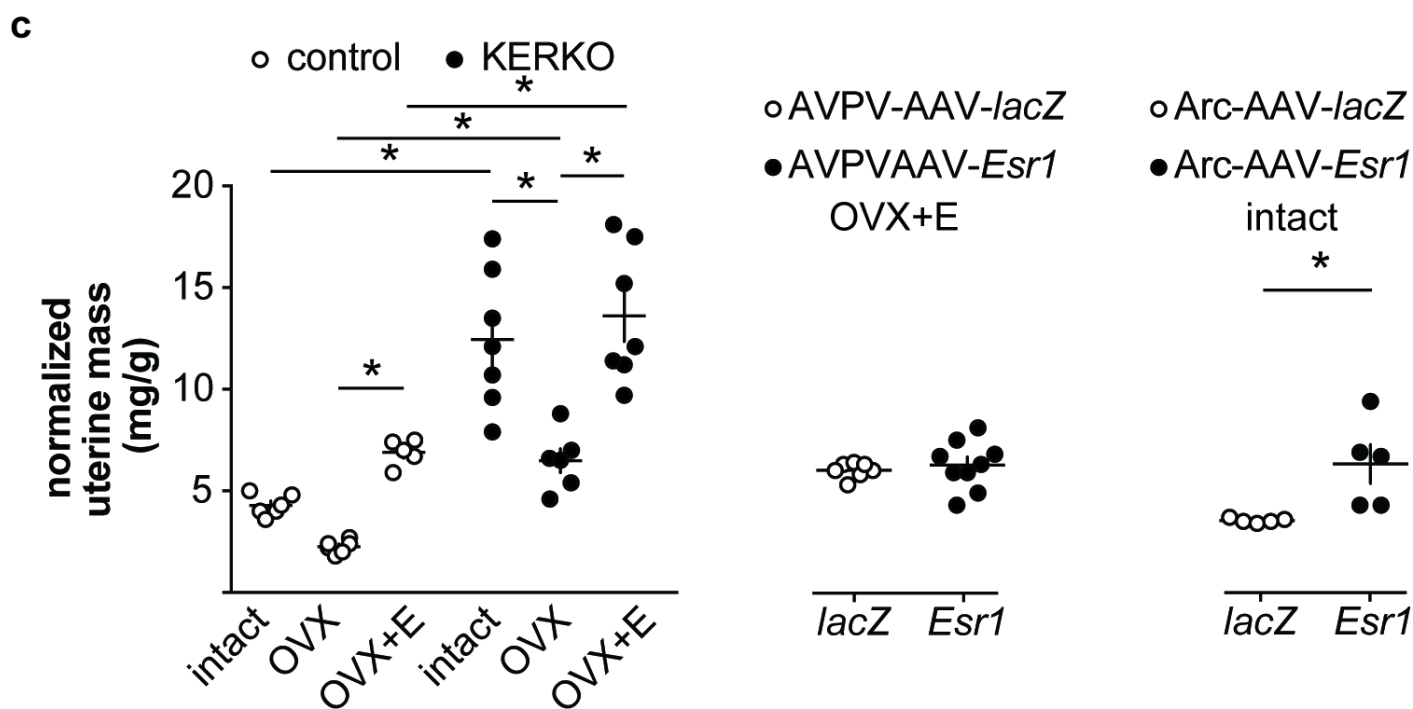 c
control KERKO
* * * * * *
20
15
10
5
normalized
uterine mass
(mg/g)
intact OVX OVX+E intact OVX OVX+E
AVPV-AAV-lacZ
AVPVAAV-Esr1
OVX+E
lacZ Esr1
Arc-AAV-lacZ
Arc-AAV-Esr1
intact
*
lacZ Esr1